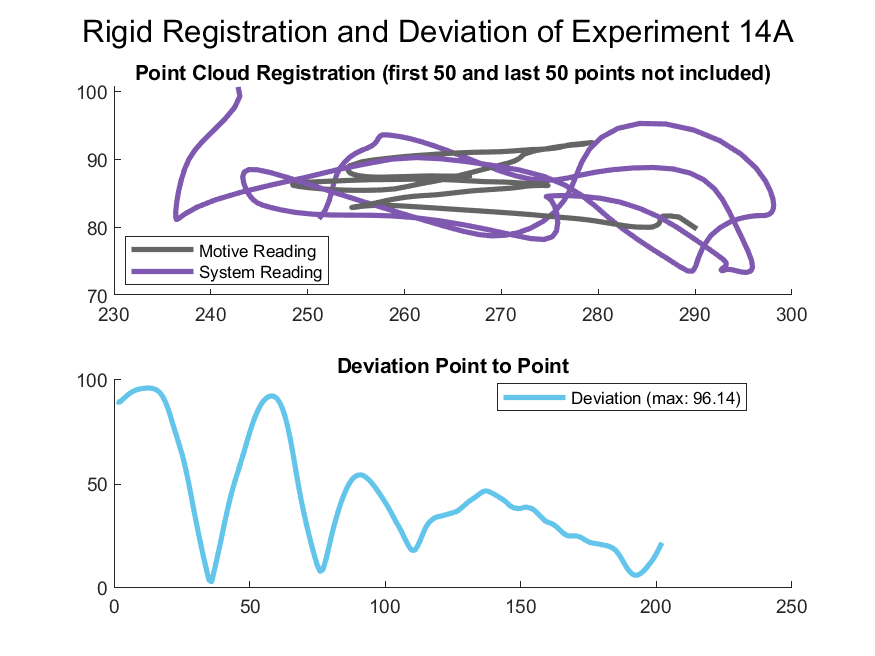 Rigid Registration and Deviation of Experiment 14A
Point Cloud Registration (first 50 and last 50 points not included)
100
90
80
70
Motive Reading
System Reading
230 240 250 260 270 280 290 300
Deviation Point to Point
100
50
0
Deviation (max: 96.14)
0 50 100 150 200 250